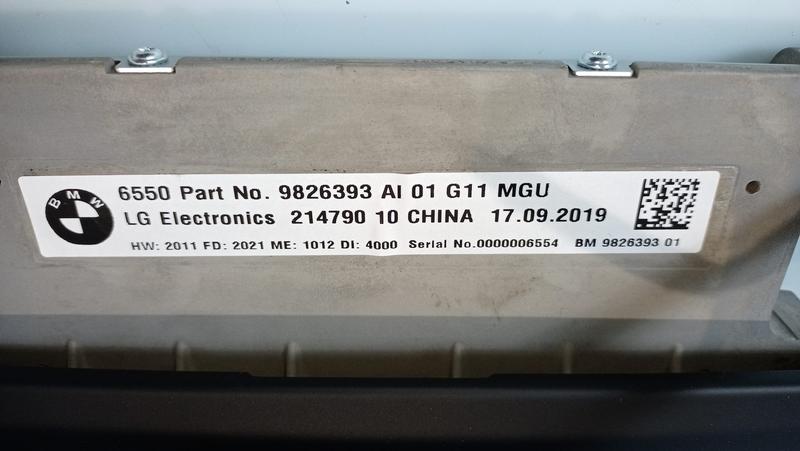 BMW
6550 Part No. 9826393 AI 01 G11 MGU
LG Electronics 214790 10 CHINA 17.09.2019
HW: 2011 FD: 2021 ME: 1012 DI: 4000 Serial No.0000006554 BM 9826393 01